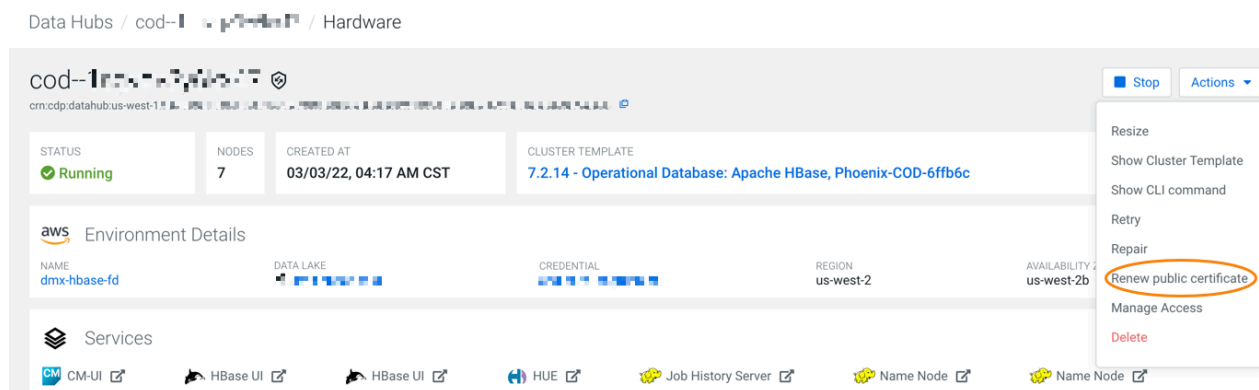 Data Hubs / cod-- / Hardware
cod--
Stop
Actions
crn:cdp:datahub:us-west-1:
Resize
Show Cluster Template
Show CLI command
Retry
Repair
Renew public certificate
Manage Access
Delete
STATUS
Running
NODES
7
CREATED AT
03/03/22, 04:17 AM CST
CLUSTER TEMPLATE
7.2.14 - Operational Database: Apache HBase, Phoenix-COD-6ffb6c
aws Environment Details
NAME
dmx-hbase-fd
DATA LAKE
CREDENTIAL
REGION
us-west-2
AVAILABILITY
us-west-2b
Services
CM CM-UI
HBase UI
HBase UI
HUE
Job History Server
Name Node
Name Node